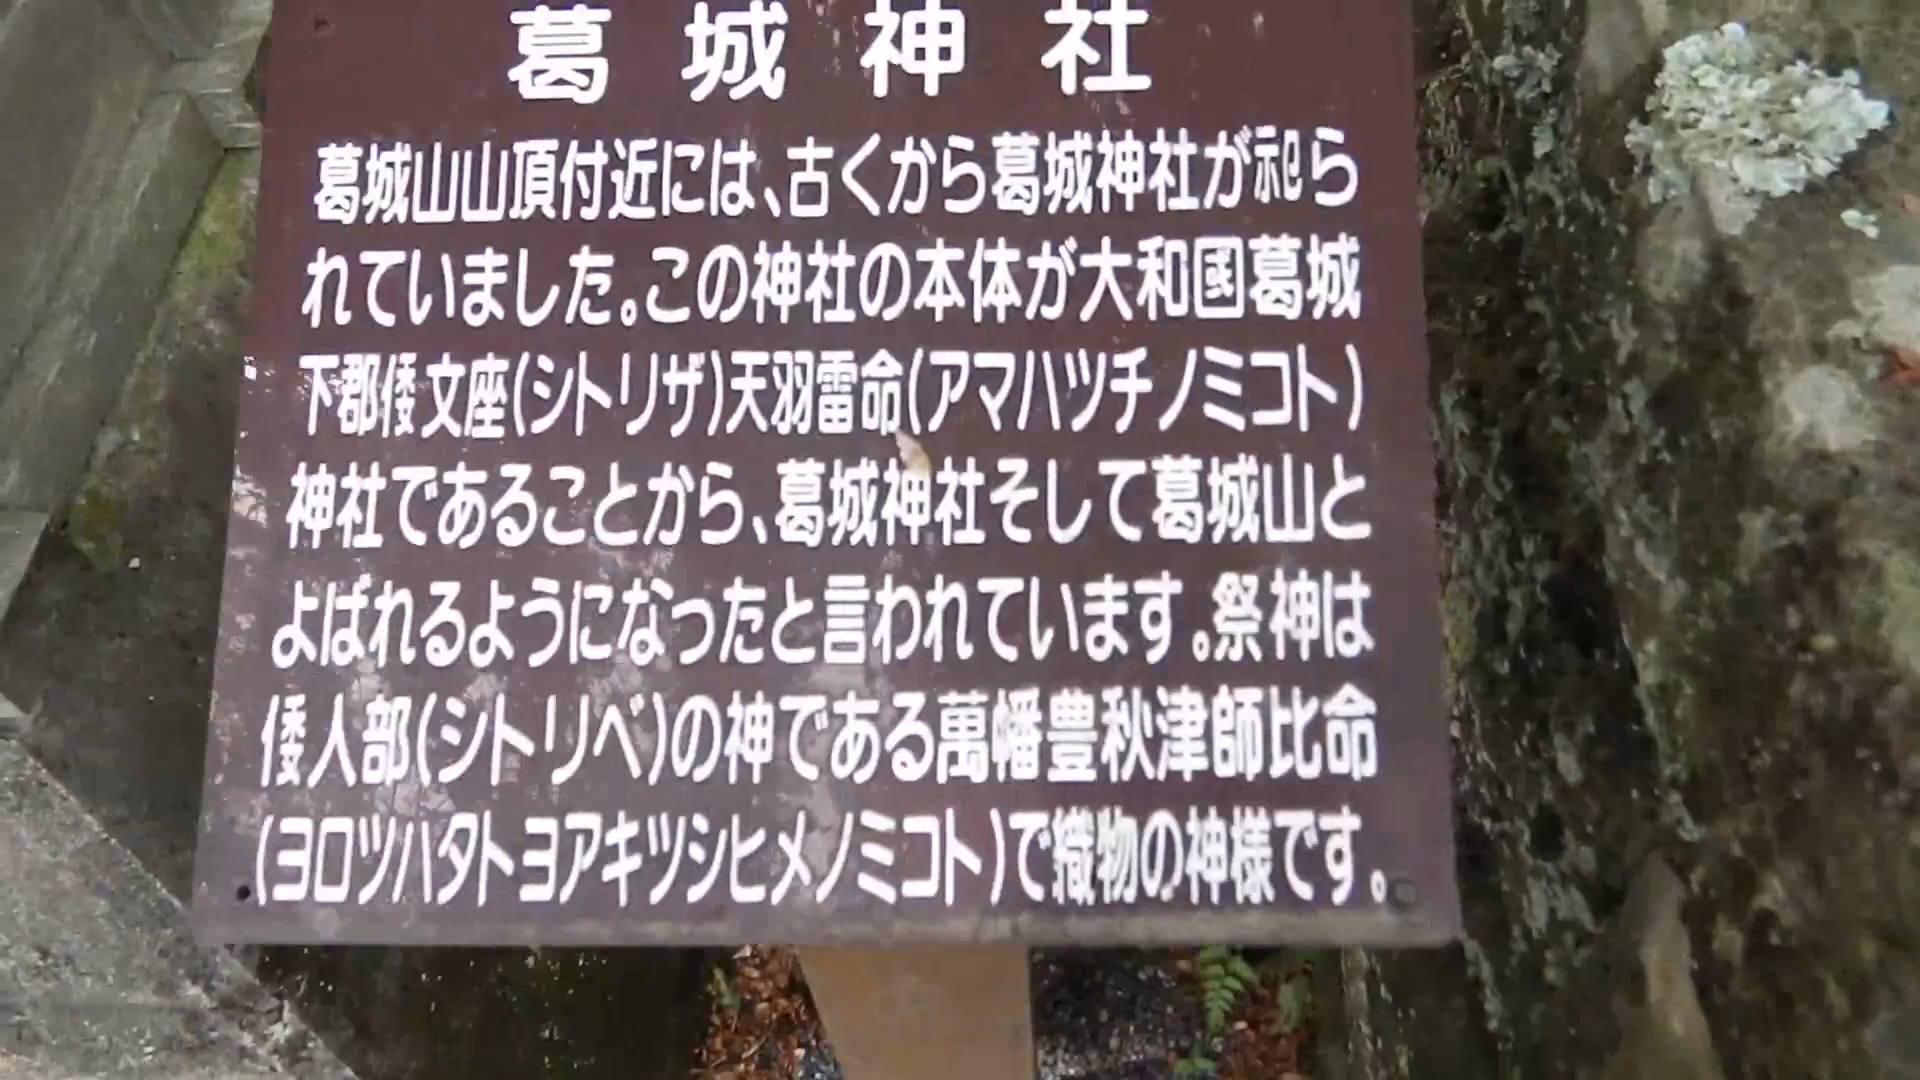 葛城神社
葛城山山頂付近には、古くから葛城神社が祀ら
れていました。この神社の本体が大和國葛城
下郡倭文座(シトリザ)天羽雷命(アマハツチノミコト)
神社であることから、葛城神社そして葛城山と
よばれるようになったと言われています。祭神は
倭人部(シトリベ)の神である萬幡豊秋津師比命
(ヨロツハタトヨアキツシヒメノミコト)で織物の神様です。